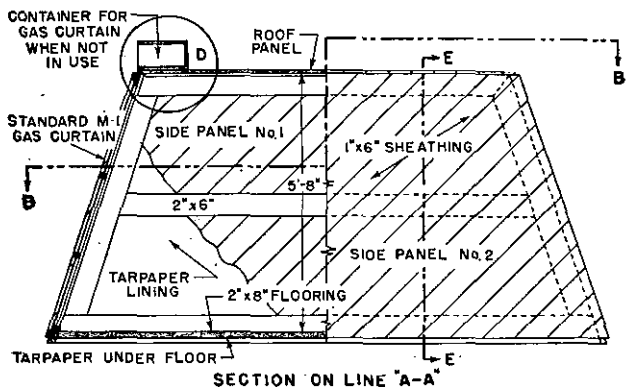 CONTAINER FOR
GAS CURTAIN
WHEN NOT
IN USE
D
ROOF
PANEL
E
B
STANDARD M-1
GAS CURTAIN
SIDE PANEL No.1
1"x6" SHEATHING
5'-8"
B
2"x6"
SIDE PANEL No.2
TARPAPER
LINING
2"x8" FLOORING
TARPAPER UNDER FLOOR
E
SECTION ON LINE "A-A"